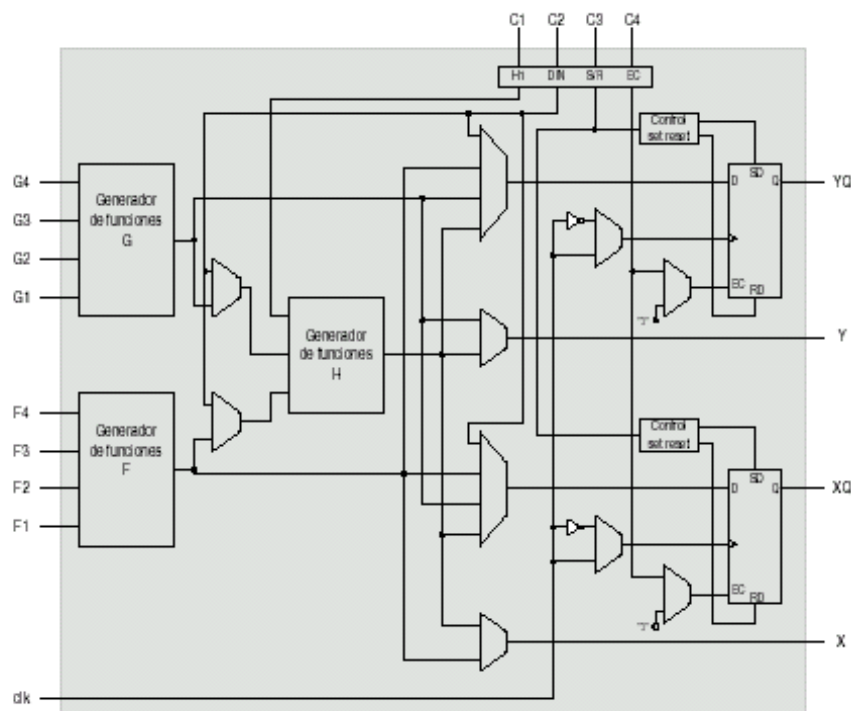 C1 C2 C3 C4
H1 DIN S/R EC
Control
set reset
G4
G3
G2
G1
Generador
de funciones
G
D SD Q
YQ
EC
RD
"1"
Generador
de funciones
H
Y
F4
F3
F2
F1
Generador
de funciones
F
Control
set reset
D SD Q
XQ
EC
RD
"1"
X
clk